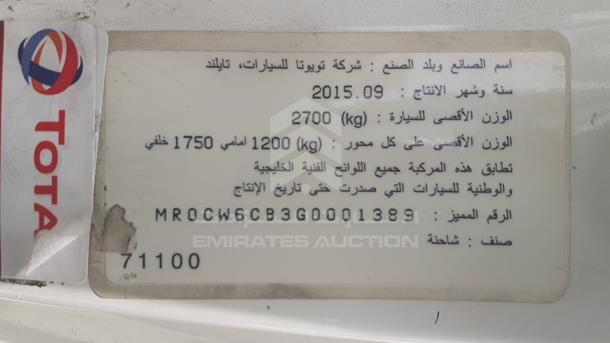 TOTA
اسم الصانع وبلد الصنع : شركة تويوتا للسيارات، تايلند
سنة وشهر الانتاج : 2015.09
الوزن الأقصى للسيارة : (kg) 2700
الوزن الأقصى على كل محور : (kg) 1200 امامي 1750 خلفي
تطابق هذه المركبة جميع اللوائح الفنية الخليجية
والوطنية للسيارات التي صدرت حتى تاريخ الإنتاج
الرقم المميز : MR0CW6CB3G0001389
EMIRATES AUCTION
صنف : شاحنة
71100